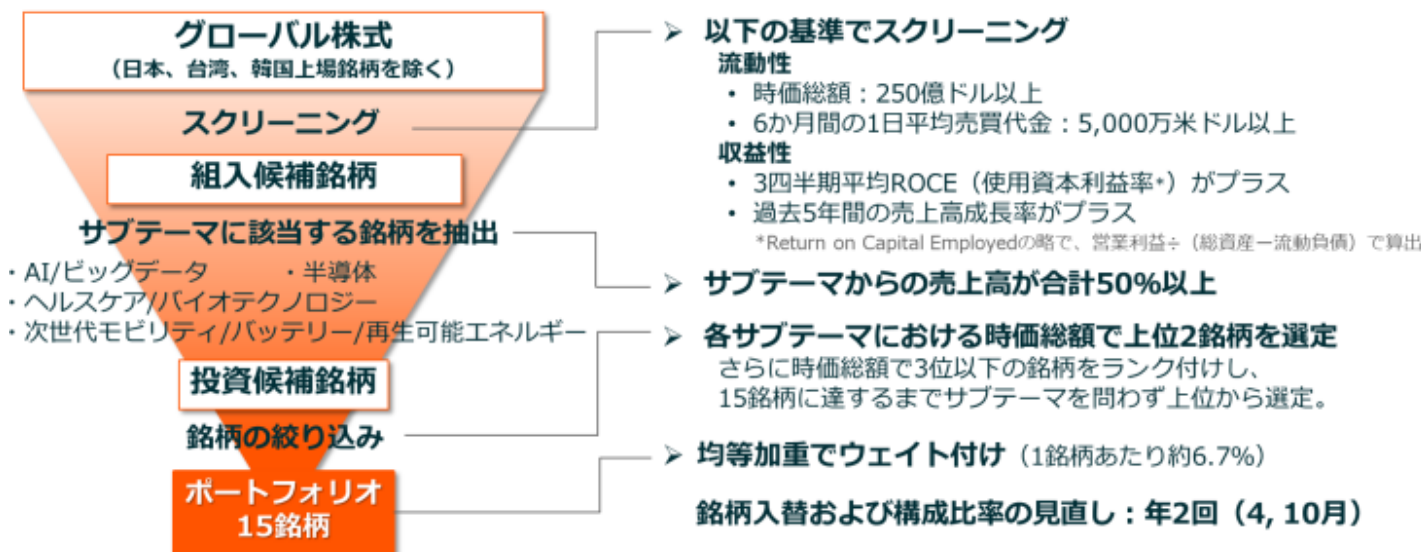 グローバル株式
（日本、台湾、韓国上場銘柄を除く）
スクリーニング
組入候補銘柄
サブテーマに該当する銘柄を抽出
・AI/ビッグデータ ・半導体
・ヘルスケア/バイオテクノロジー
・次世代モビリティ/バッテリー/再生可能エネルギー
投資候補銘柄
銘柄の絞り込み
ポートフォリオ
15銘柄
➢ 以下の基準でスクリーニング
流動性
• 時価総額：250億ドル以上
• 6か月間の1日平均売買代金：5,000万米ドル以上
収益性
• 3四半期平均ROCE（使用資本利益率*）がプラス
• 過去5年間の売上高成長率がプラス
*Return on Capital Employedの略で、営業利益÷（総資産ー流動負債）で算出
➢ サブテーマからの売上高が合計50%以上
➢ 各サブテーマにおける時価総額で上位2銘柄を選定
さらに時価総額で3位以下の銘柄をランク付けし、
15銘柄に達するまでサブテーマを問わず上位から選定。
➢ 均等加重でウェイト付け（1銘柄あたり約6.7%）
銘柄入替および構成比率の見直し：年2回（4, 10月）